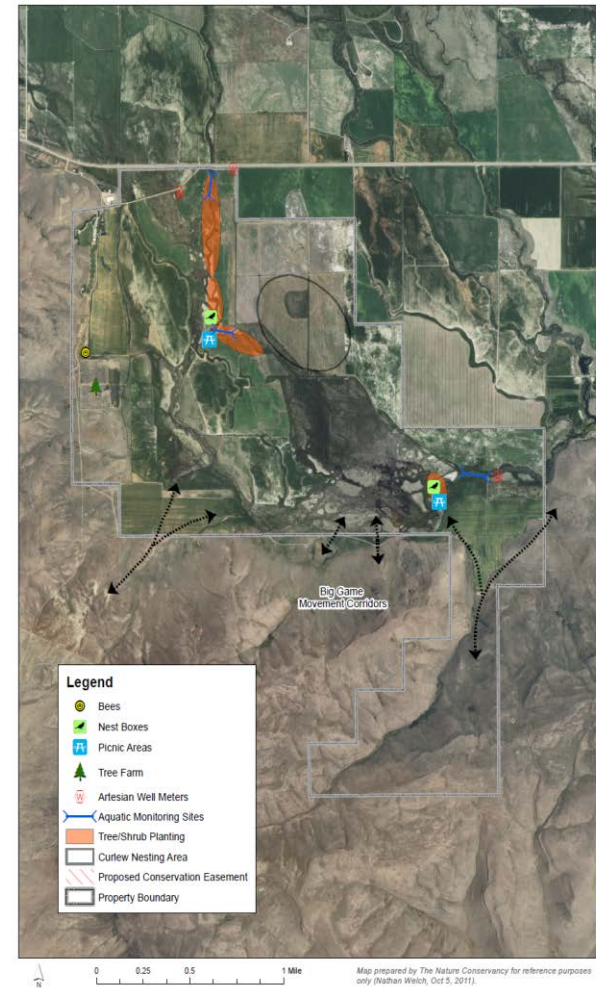 Big Game
Movement Corridors
Legend
Bees
Nest Boxes
Picnic Areas
Tree Farm
W Artesian Well Meters
Aquatic Monitoring Sites
Tree/Shrub Planting
Curlew Nesting Area
Proposed Conservation Easement
Property Boundary
N
0 0.25 0.5 1 Mile
Map prepared by The Nature Conservancy for reference purposes
only (Nathan Welch, Oct 5, 2011).